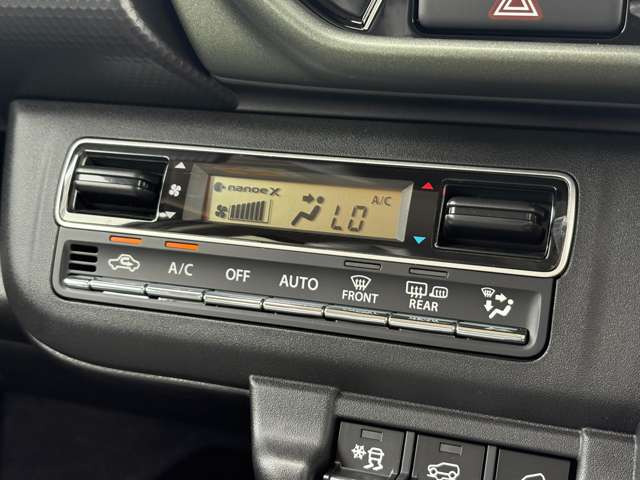 nanoeX
A/C
LO
A/C
OFF
AUTO
FRONT
REAR